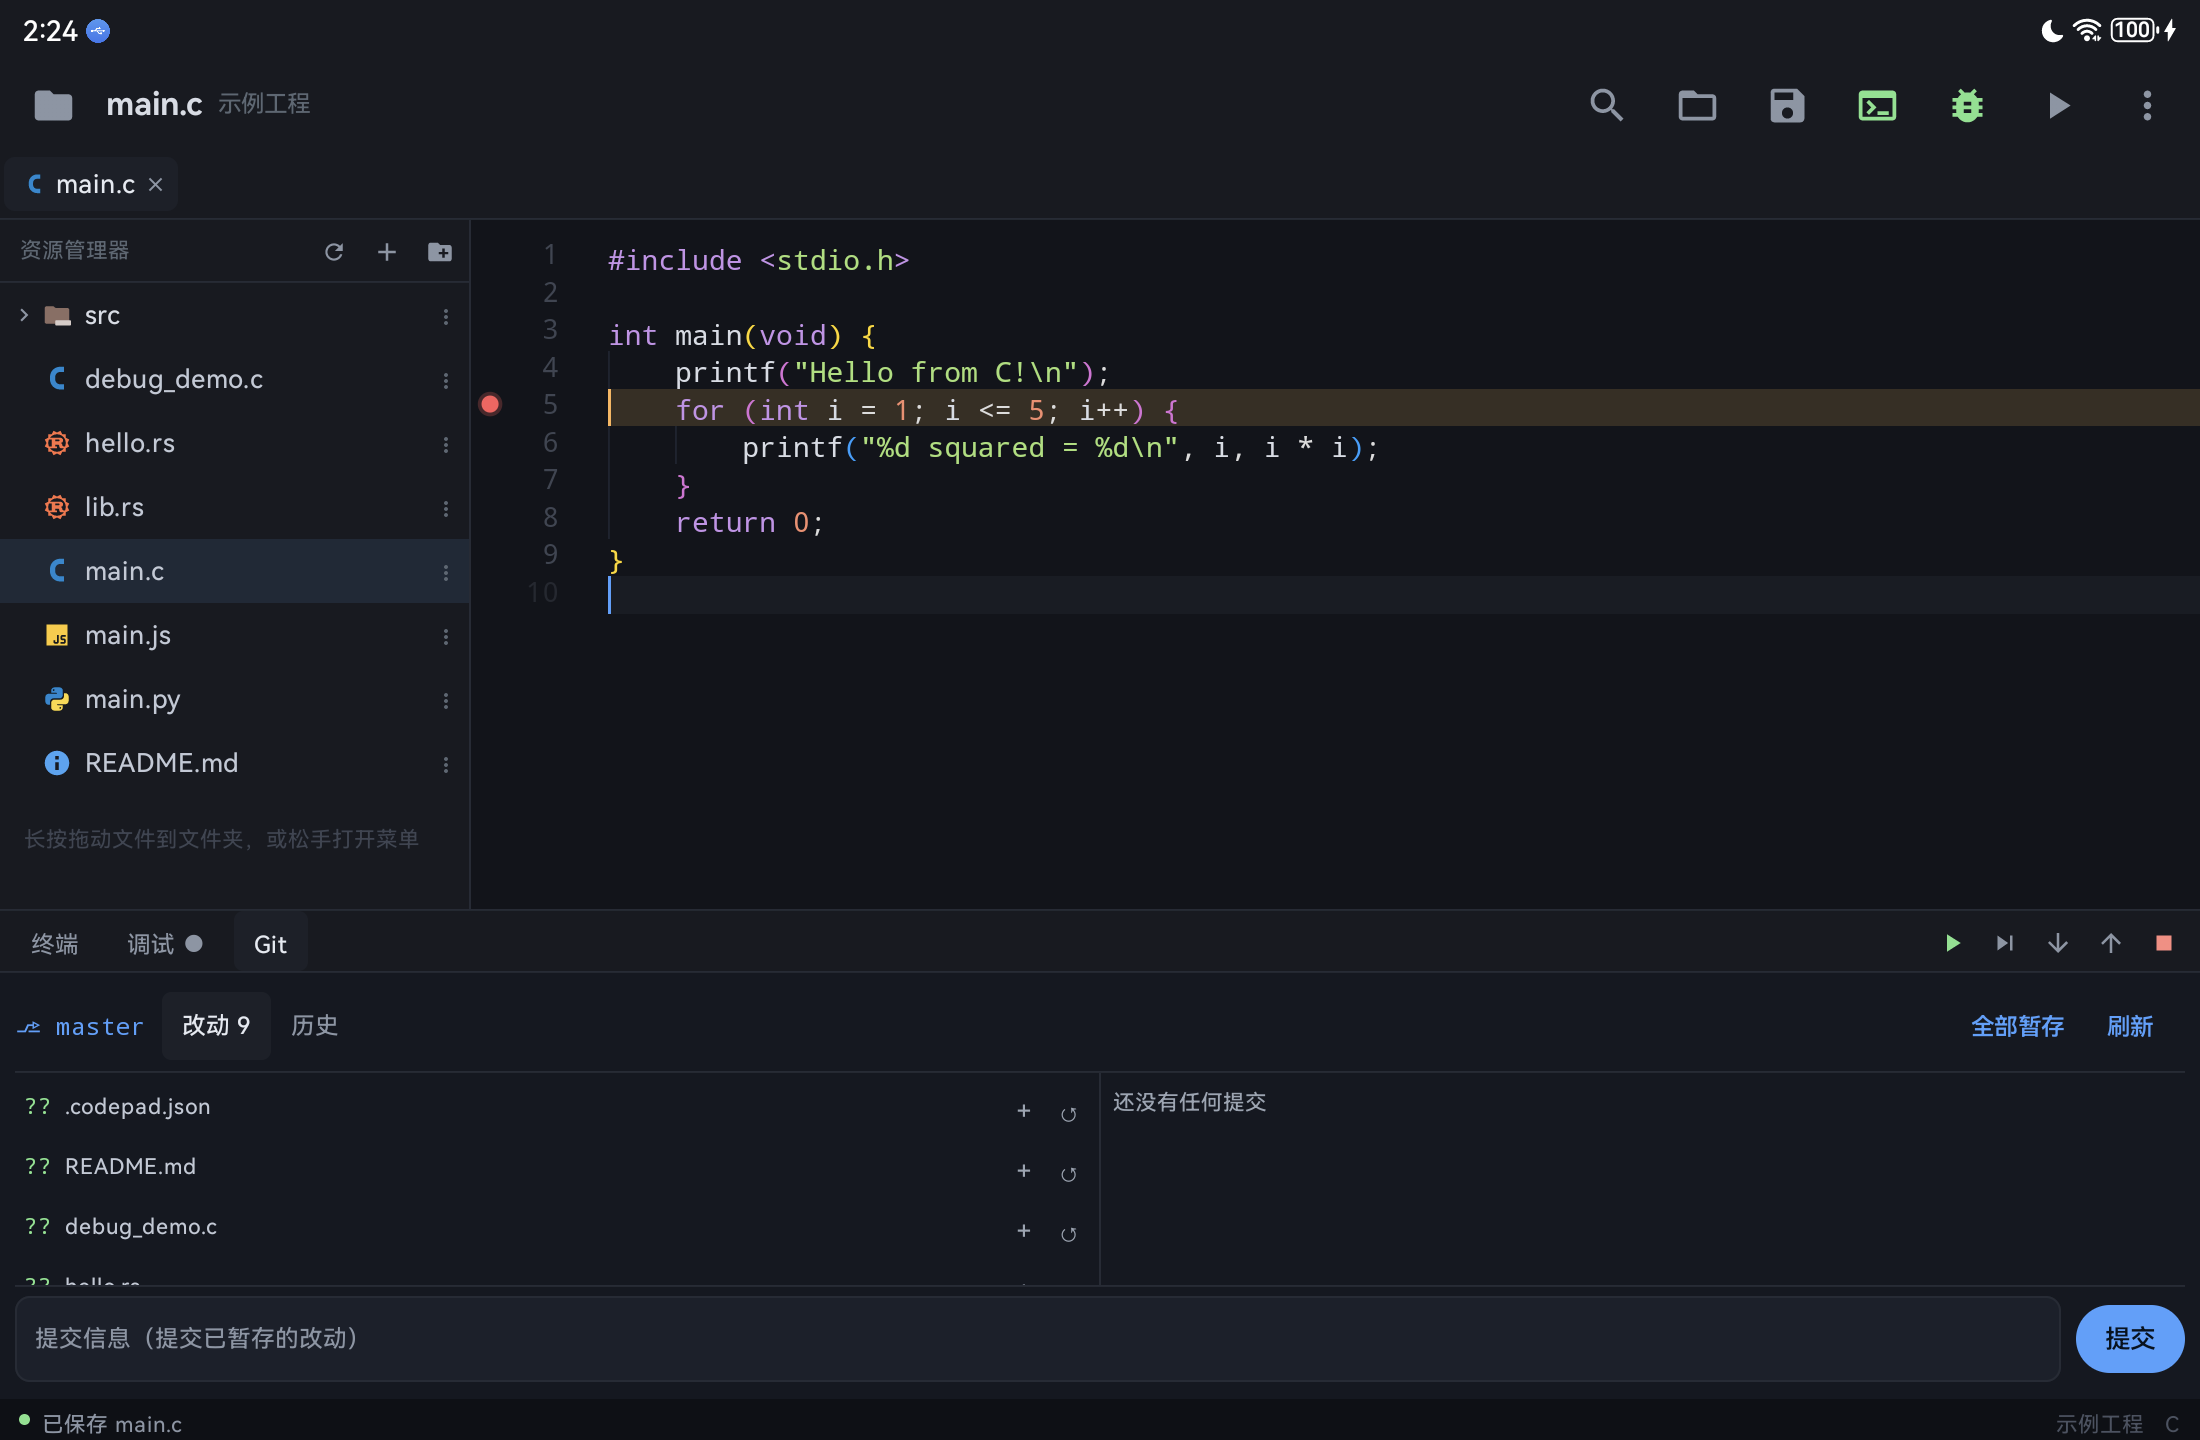 2:24
100
main.c 示例工程
main.c
资源管理器
src
debug_demo.c
hello.rs
lib.rs
main.c
main.js
main.py
README.md
长按拖动文件到文件夹，或松手打开菜单
1 #include <stdio.h>
2
3 int main(void) {
4     printf("Hello from C!\n");
5     for (int i = 1; i <= 5; i++) {
6         printf("%d squared = %d\n", i, i * i);
7     }
8     return 0;
9 }
10
终端 调试 Git
master 改动 9 历史 全部暂存 刷新
?? .codepad.json
?? README.md
?? debug_demo.c
?? hello.rs
还没有任何提交
提交信息（提交已暂存的改动）
提交
已保存 main.c
示例工程 C